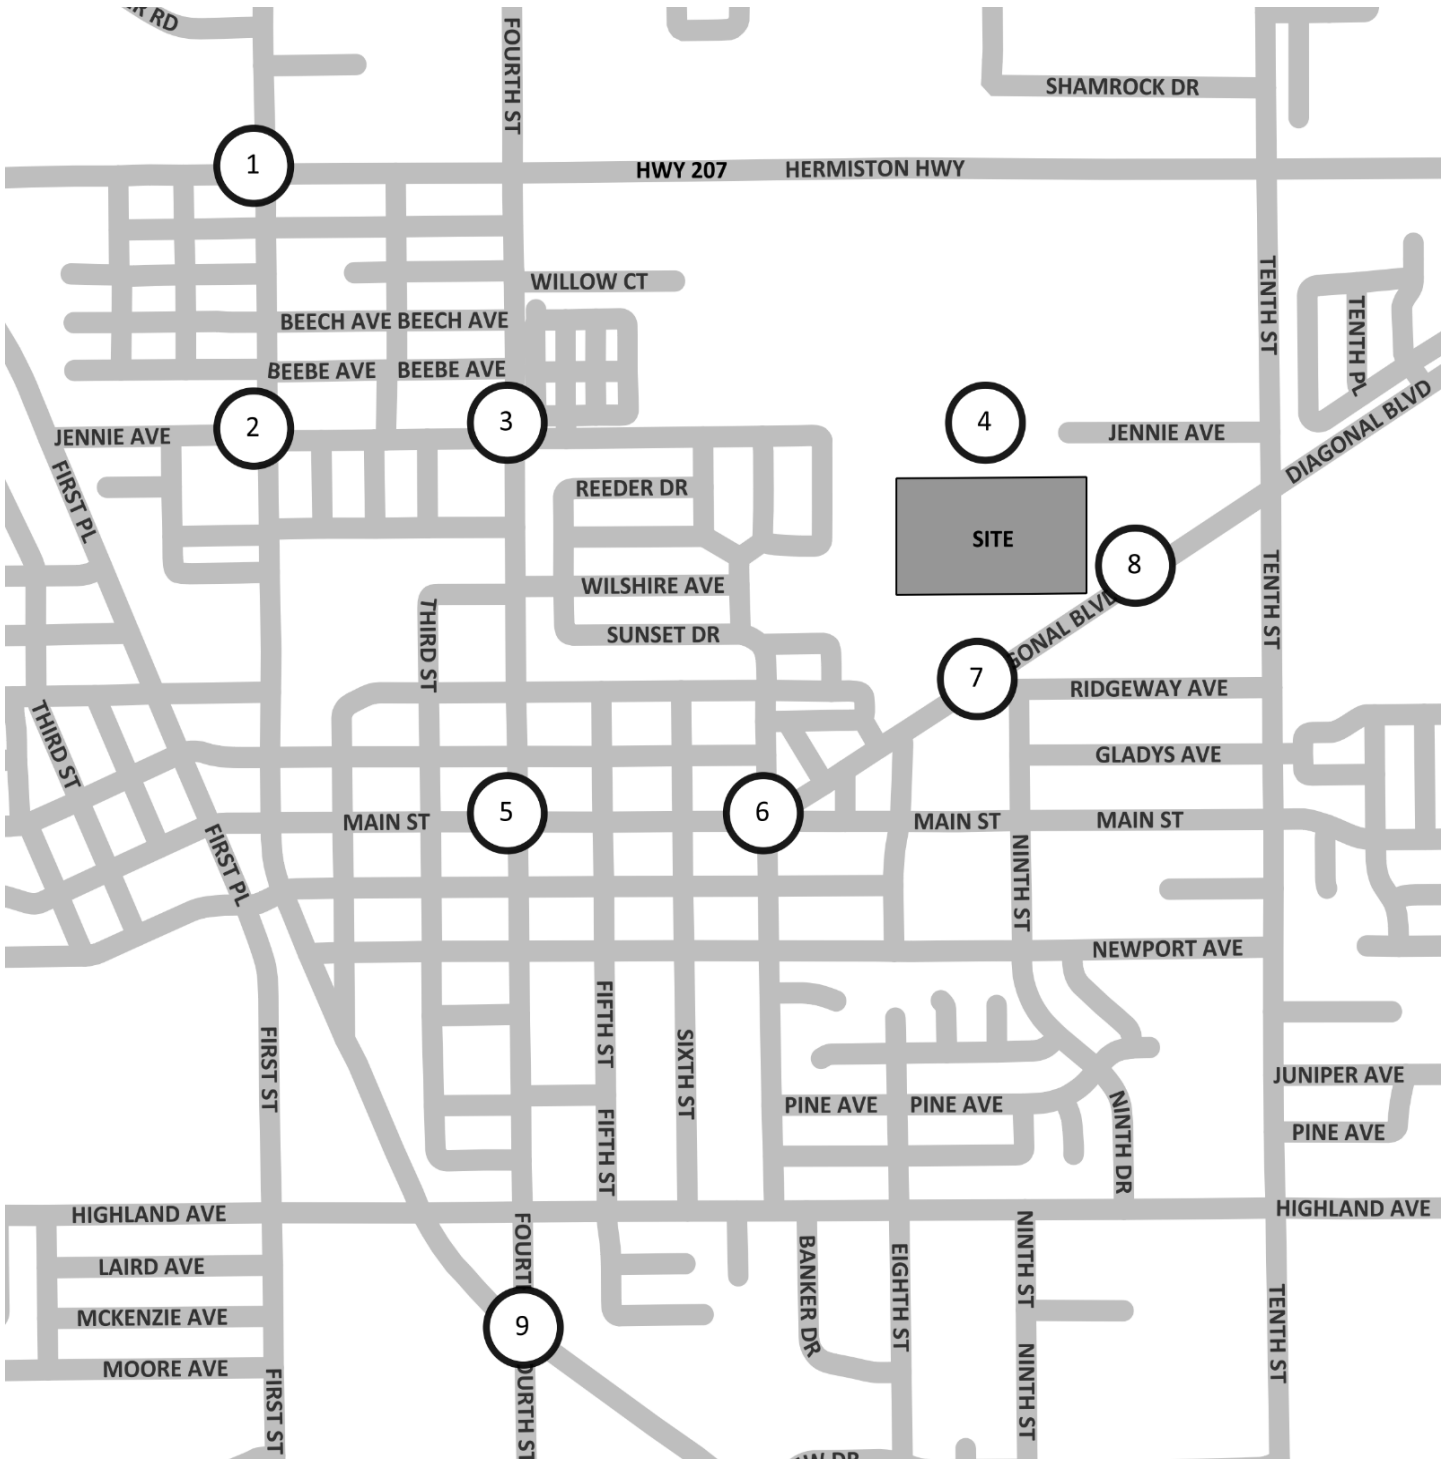 FOURTH ST
SHAMROCK DR
1
HWY 207 HERMISTON HWY
WILLOW CT
TENTH ST
BEECH AVE BEECH AVE
TENTH PL
BEEBE AVE BEEBE AVE
2
3
4
JENNIE AVE
JENNIE AVE
DIAGONAL BLVD
FIRST PL
REEDER DR
SITE
8
WILSHIRE AVE
TENTH ST
THIRD ST
SUNSET DR
GONAL BLVD
7
RIDGEWAY AVE
THIRD ST
GLADYS AVE
5
6
MAIN ST
MAIN ST
MAIN ST
FIRST PL
NINTH ST
NEWPORT AVE
FIFTH ST
FIRST ST
SIXTH ST
JUNIPER AVE
PINE AVE PINE AVE
NINTH DR
FIFTH ST
PINE AVE
HIGHLAND AVE
HIGHLAND AVE
FOURTH
NINTH ST
LAIRD AVE
BANKER DR
EIGHTH ST
MCKENZIE AVE
9
TENTH ST
MOORE AVE
FIRST ST
OURTH ST
NINTH ST